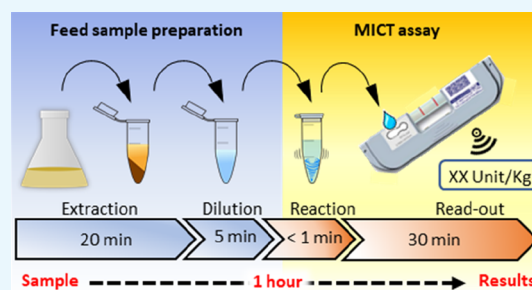 Feed sample preparation
MICT assay
XX Unit/Kg
Extraction
Dilution
Reaction
Read-out
20 min
5 min
< 1 min
30 min
Sample
1 hour
Results